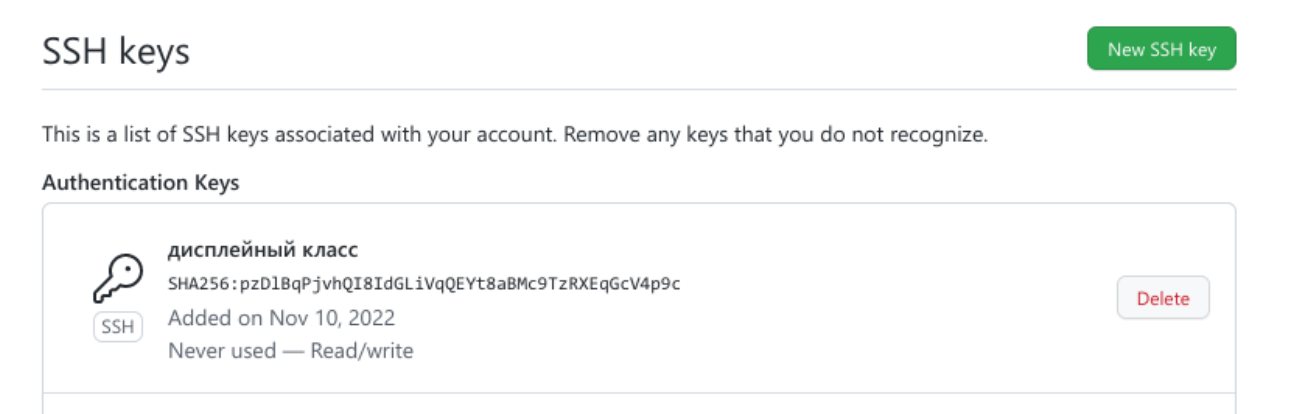 SSH keys
New SSH key
This is a list of SSH keys associated with your account. Remove any keys that you do not recognize.
Authentication Keys
дисплейный класс
SHA256:pzDlBqPjvhQI8IdGLiVqQEYt8aBMc9TzRXEqGcV4p9c
SSH
Added on Nov 10, 2022
Never used — Read/write
Delete